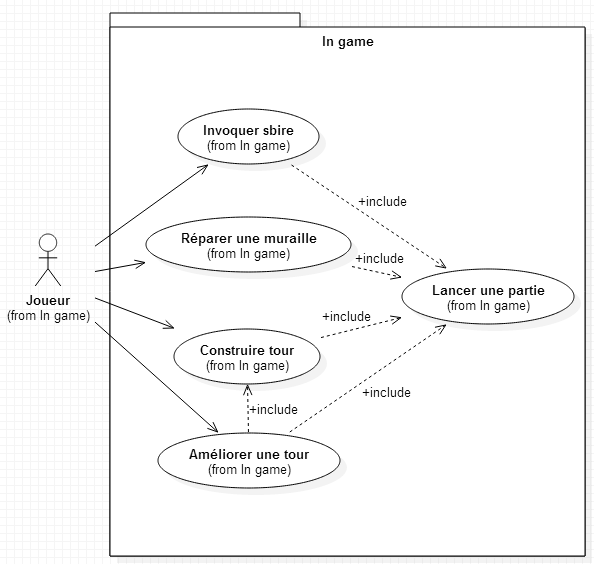 In game
Invoquer sbire
(from In game)
+include
Réparer une muraille
(from In game)
+include
Joueur
(from In game)
Lancer une partie
(from In game)
+include
Construire tour
(from In game)
+include
+include
Améliorer une tour
(from In game)